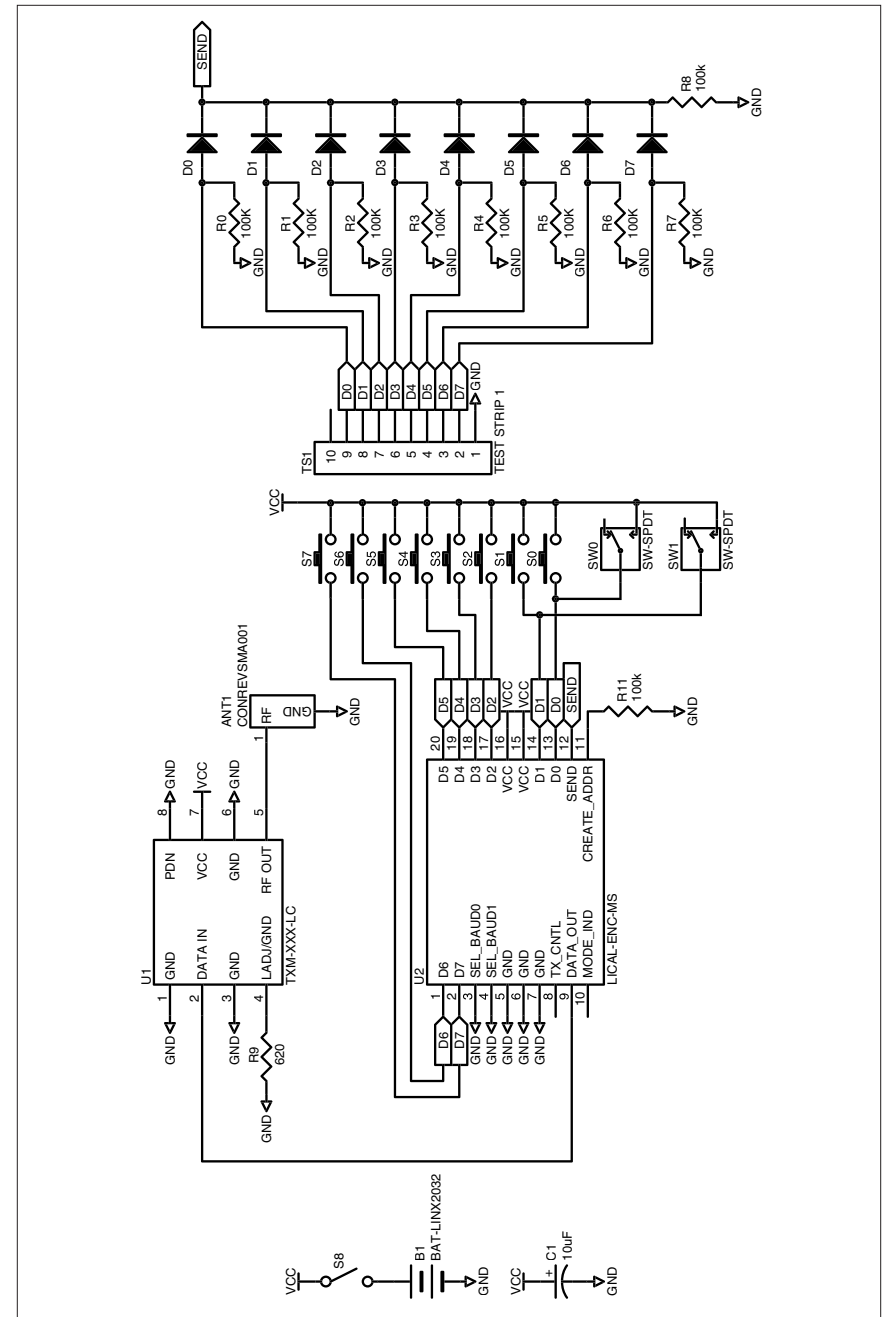 SEND
D0
D1
D2
D3
D4
D5
D6
D7
R8
100k
GND
R0
100K
GND
R1
100K
GND
R2
100K
GND
R3
100K
GND
R4
100K
GND
R5
100K
GND
R6
100K
GND
R7
100K
GND
TS1
10
9
8
7
6
5
4
3
2
1
D0
D1
D2
D3
D4
D5
D6
D7
GND
TEST STRIP 1
VCC
S7
S6
S5
S4
S3
S2
S1
S0
SW0
SW-SPDT
SW1
SW-SPDT
ANT1
CONREVSMA001
1
RF
GND
GND
U1
TXM-XXX-LC
GND 1 GND
2 DATA IN
GND 3 GND
4 LADJ/GND
R9
620
GND
PDN 8 GND
VCC 7 VCC
GND 6 GND
RF OUT 5
U2
LICAL-ENC-MS
D6 1 D6
D7 2 D7
GND 3 SEL_BAUD0
GND 4 SEL_BAUD1
GND 5 GND
GND 6 GND
GND 7 GND
8 TX_CNTL
9 DATA_OUT
10 MODE_IND
D5 20 D5
D4 19 D4
D3 18 D3
D2 17 D2
VCC 16 VCC
VCC 15 VCC
D1 14 D1
D0 13 D0
SEND 12 SEND
CREATE_ADDR 11
R11
100k
GND
VCC
S8
B1
BAT-LINX2032
GND
VCC
+
C1
10uF
GND